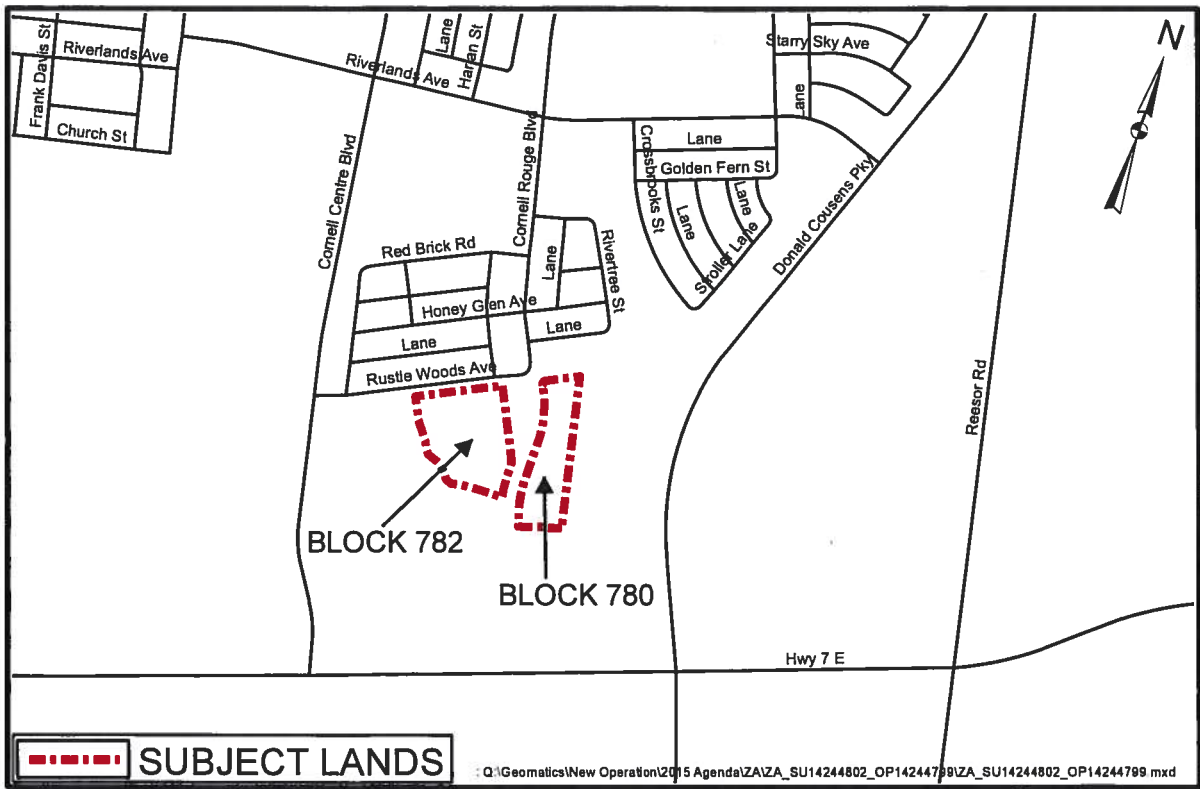 Frank Davis St
Riverlands Ave
Church St
Riverlands Ave
Lane
Harlan St
Starry Sky Ave
Lane
N
Cornell Centre Blvd
Cornell Rouge Blvd
Crossbrooks St
Lane
Golden Fern St
Lane
Lane
Stroller Lane
Donald Cousens Pky
Red Brick Rd
Lane
Rivertree St
Honey Glen Ave
Lane
Lane
Rustle Woods Ave
Reesor Rd
BLOCK 782
BLOCK 780
Hwy 7 E
SUBJECT LANDS
Q:\Geomatics\New Operation\2015 Agenda\ZA\ZA_SU14244802_OP14244799\ZA_SU14244802_OP14244799.mxd